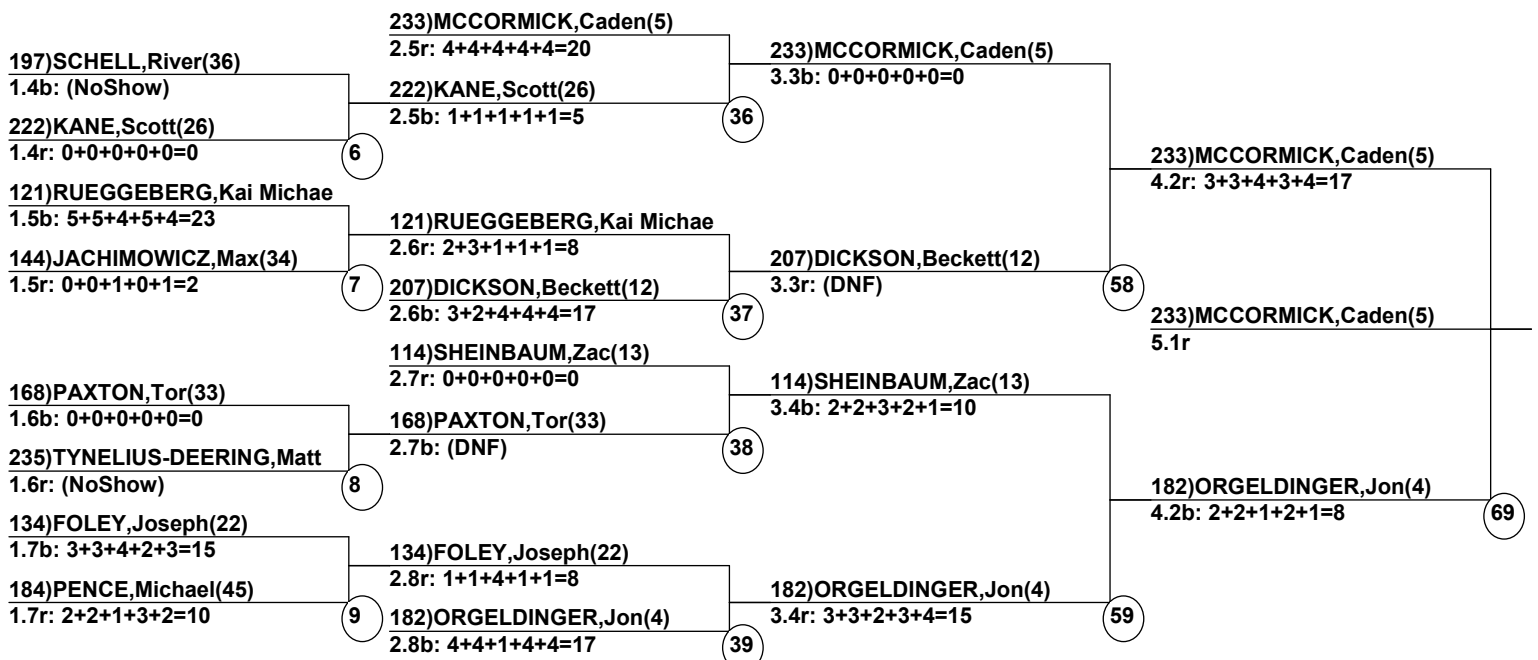 197)SCHELL,River(36)
1.4b: (NoShow)
222)KANE,Scott(26)
1.4r: 0+0+0+0+0=0
6
121)RUEGGEBERG,Kai Michae
1.5b: 5+5+4+5+4=23
144)JACHIMOWICZ,Max(34)
1.5r: 0+0+1+0+1=2
7
168)PAXTON,Tor(33)
1.6b: 0+0+0+0+0=0
235)TYNELIUS-DEERING,Matt
1.6r: (NoShow)
8
134)FOLEY,Joseph(22)
1.7b: 3+3+4+2+3=15
184)PENCE,Michael(45)
1.7r: 2+2+1+3+2=10
9
233)MCCORMICK,Caden(5)
2.5r: 4+4+4+4+4=20
222)KANE,Scott(26)
2.5b: 1+1+1+1+1=5
36
121)RUEGGEBERG,Kai Michae
2.6r: 2+3+1+1+1=8
207)DICKSON,Beckett(12)
2.6b: 3+2+4+4+4=17
37
114)SHEINBAUM,Zac(13)
2.7r: 0+0+0+0+0=0
168)PAXTON,Tor(33)
2.7b: (DNF)
38
134)FOLEY,Joseph(22)
2.8r: 1+1+4+1+1=8
182)ORGELDINGER,Jon(4)
2.8b: 4+4+1+4+4=17
39
233)MCCORMICK,Caden(5)
3.3b: 0+0+0+0+0=0
207)DICKSON,Beckett(12)
3.3r: (DNF)
58
114)SHEINBAUM,Zac(13)
3.4b: 2+2+3+2+1=10
182)ORGELDINGER,Jon(4)
3.4r: 3+3+2+3+4=15
59
233)MCCORMICK,Caden(5)
4.2r: 3+3+4+3+4=17
233)MCCORMICK,Caden(5)
5.1r
182)ORGELDINGER,Jon(4)
4.2b: 2+2+1+2+1=8
69